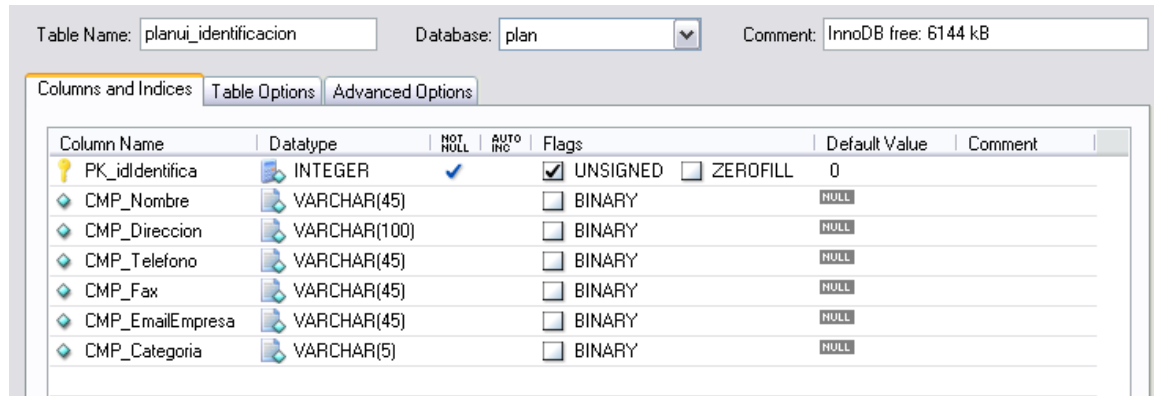 Table Name: planui_identificacion Database: plan Comment: InnoDB free: 6144 kB
Columns and Indices Table Options Advanced Options
Column Name Datatype NOT NULL AUTO INC Flags Default Value Comment
PK_idIdentifica INTEGER UNSIGNED ZEROFILL 0
CMP_Nombre VARCHAR(45) BINARY NULL
CMP_Direccion VARCHAR(100) BINARY NULL
CMP_Telefono VARCHAR(45) BINARY NULL
CMP_Fax VARCHAR(45) BINARY NULL
CMP_EmailEmpresa VARCHAR(45) BINARY NULL
CMP_Categoria VARCHAR(5) BINARY NULL